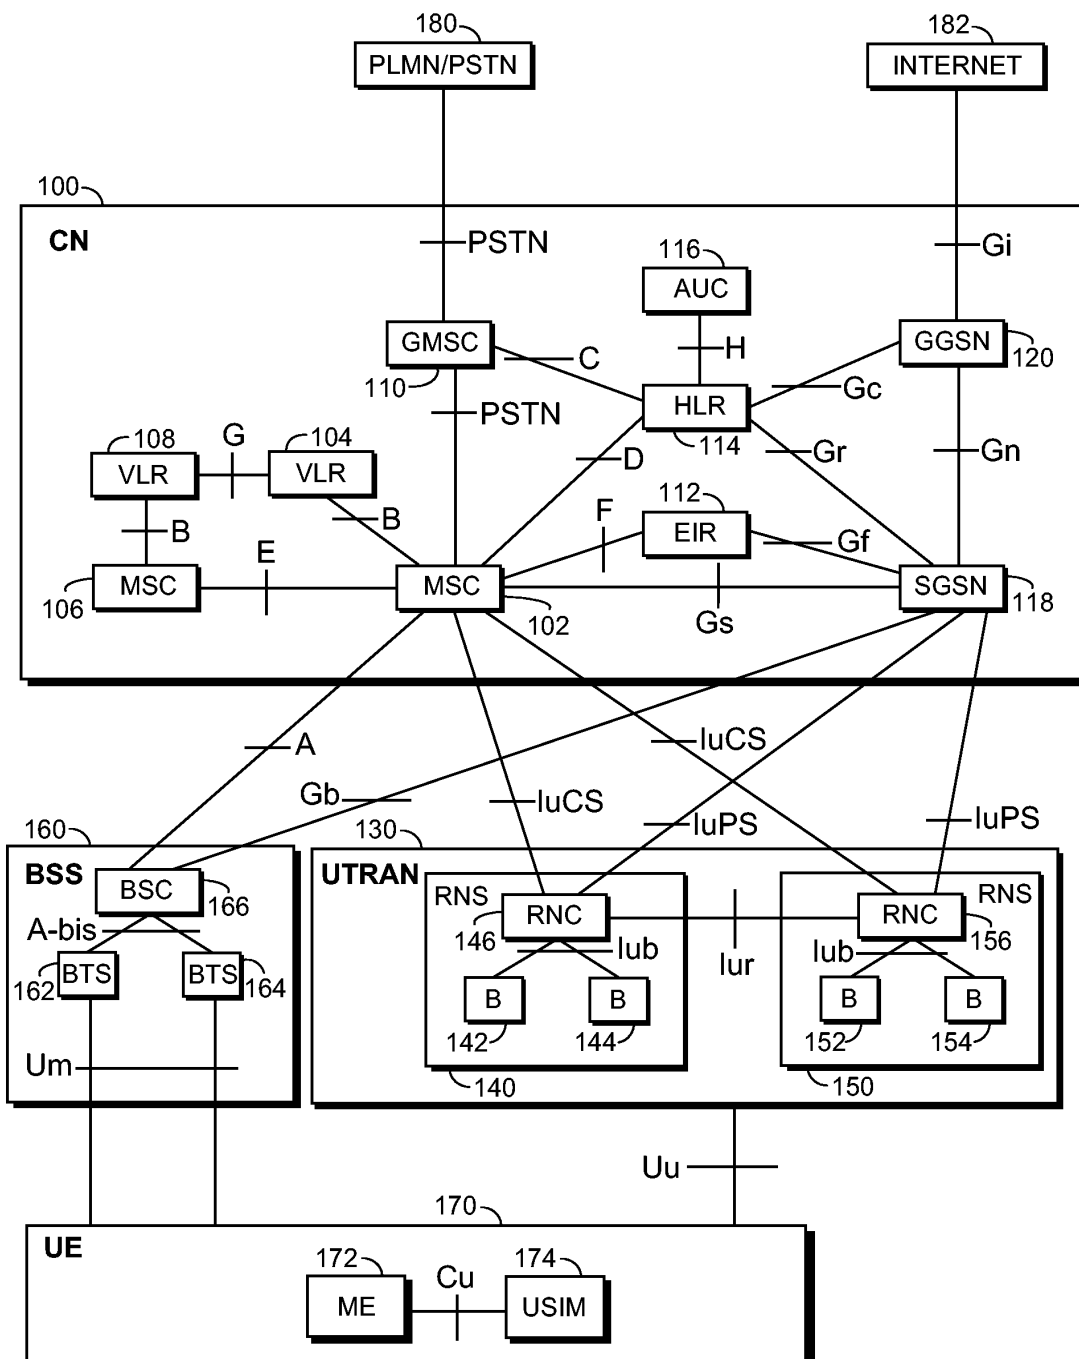 180
182
PLMN/PSTN
INTERNET
100
CN
PSTN
Gi
116
AUC
GMSC
110
C
H
GGSN
120
Gc
HLR
114
PSTN
G
108
104
VLR
VLR
D
Gr
Gn
112
F
EIR
Gf
B
B
E
MSC
106
MSC
102
Gs
SGSN
118
A
IuCS
Gb
IuCS
IuPS
IuPS
160
BSS
BSC
166
A-bis
BTS
162
BTS
164
Um
130
UTRAN
RNS
RNC
146
Iub
B
142
B
144
140
Iur
RNS
RNC
156
Iub
B
152
B
154
150
Uu
170
UE
172
ME
Cu
174
USIM